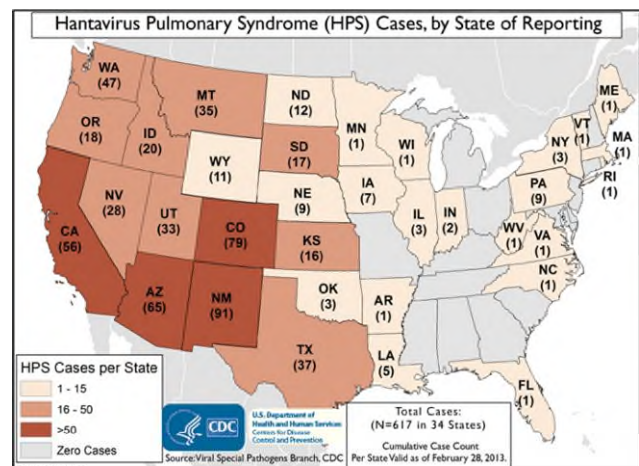 Hantavirus Pulmonary Syndrome (HPS) Cases, by State of Reporting
WA
(47)
OR
(18)
ID
(20)
MT
(35)
ND
(12)
MN
(1)
WI
(1)
SD
(17)
WY
(11)
NE
(9)
IA
(7)
IL
(3)
IN
(2)
NV
(28)
UT
(33)
CO
(79)
KS
(16)
CA
(56)
AZ
(65)
NM
(91)
OK
(3)
TX
(37)
AR
(1)
LA
(5)
FL
(1)
NC
(1)
VA
(1)
WV
(1)
PA
(9)
NY
(3)
VT
(1)
ME
(1)
MA
(1)
RI
(1)
HPS Cases per State
1 - 15
16 - 50
>50
Zero Cases
CDC
U.S. Department of
Health and Human Services
Centers for Disease
Control and Prevention
Source:Viral Special Pathogens Branch, CDC
Total Cases:
(N=617 in 34 States)
Cumulative Case Count
Per State Valid as of February 28, 2013.